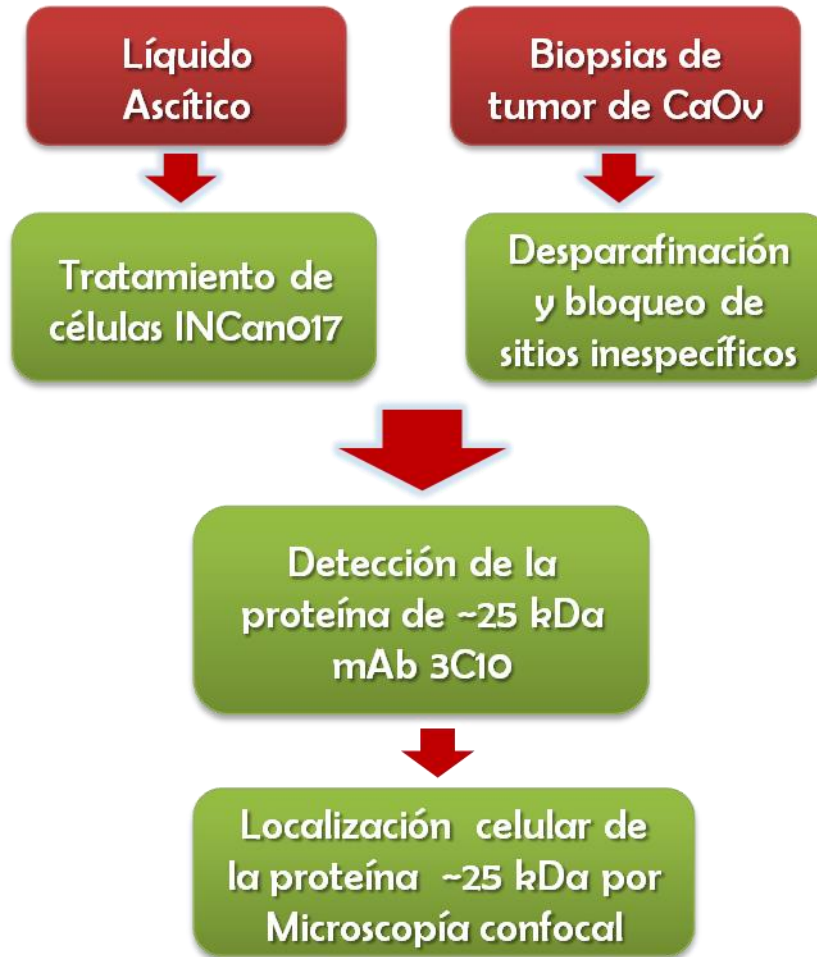 Líquido
Ascítico
Biopsias de
tumor de CaOv
Tratamiento de
células INCan017
Desparafinación
y bloqueo de
sitios inespecíficos
Detección de la
proteína de ~25 kDa
mAb 3C10
Localización celular de
la proteína ~25 kDa por
Microscopía confocal